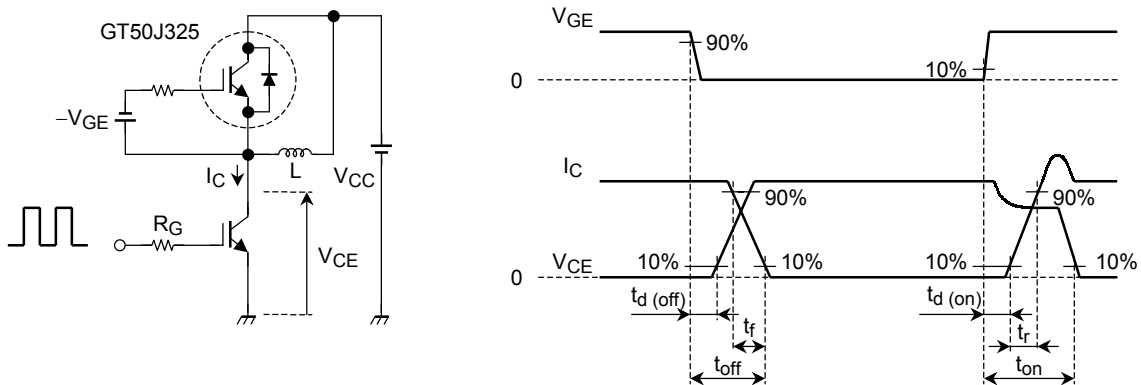 GT50J325
−VGE
IC
L
VCC
RG
VCE
VGE
90%
0
10%
IC
90%
90%
VCE
0
10%
10%
10%
10%
td (off)
tf
toff
td (on)
tr
ton